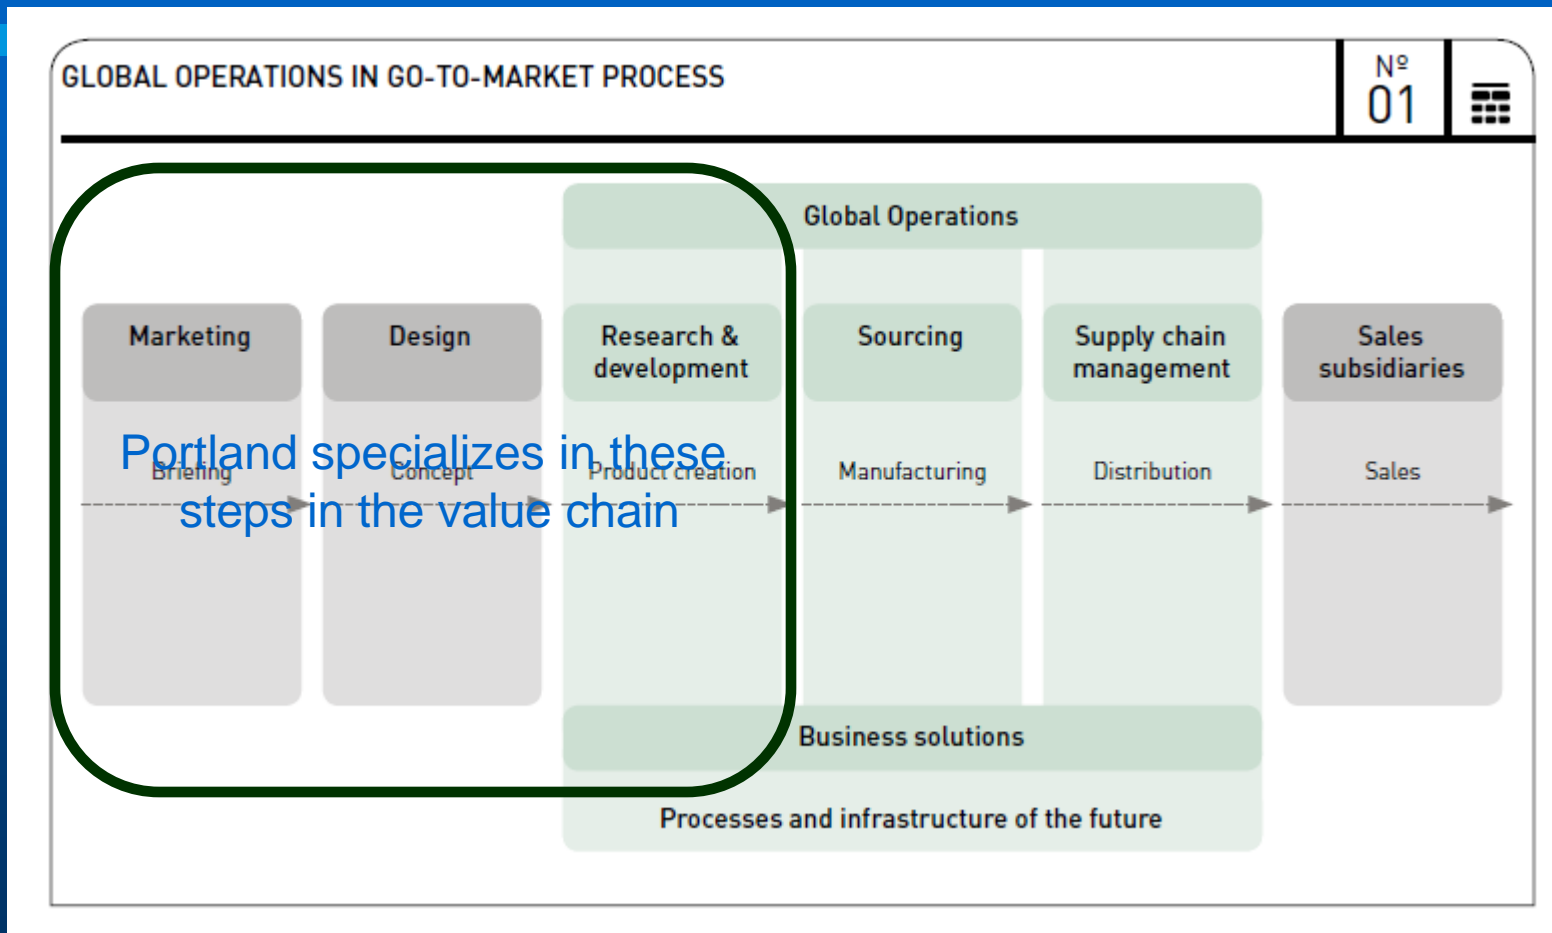 GLOBAL OPERATIONS IN GO-TO-MARKET PROCESS
Nº
01
Global Operations
Marketing
Design
Research &
development
Sourcing
Supply chain
management
Sales
subsidiaries
Portland specializes in these
steps in the value chain
Briefing
Concept
Product creation
Manufacturing
Distribution
Sales
Business solutions
Processes and infrastructure of the future